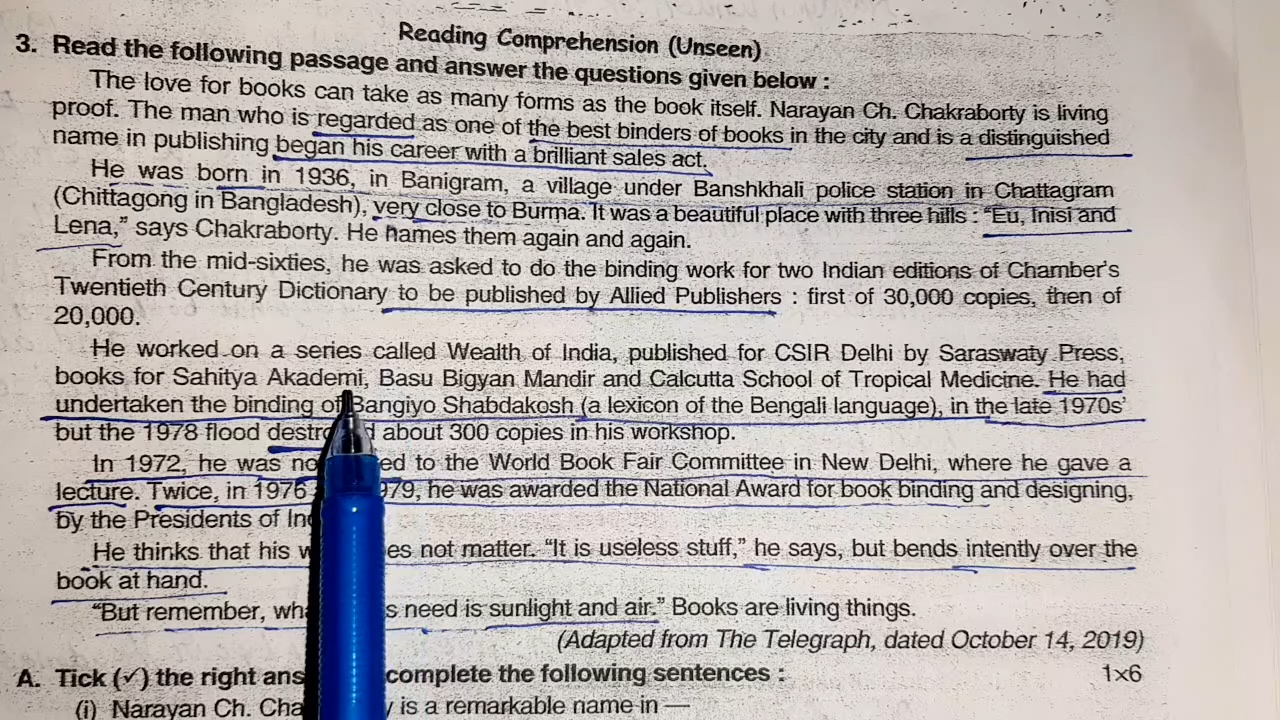 Reading Comprehension (Unseen)
3. Read the following passage and answer the questions given below :
The love for books can take as many forms as the book itself. Narayan Ch. Chakraborty is living
proof. The man who is regarded as one of the best binders of books in the city and is a distinguished
name in publishing began his career with a brilliant sales act.
He was born in 1936, in Banigram, a village under Banshkhali police station in Chattagram
(Chittagong in Bangladesh), very close to Burma. It was a beautiful place with three hills : "Eu, Inisi and
Lena," says Chakraborty. He names them again and again.
From the mid-sixties, he was asked to do the binding work for two Indian editions of Chamber's
Twentieth Century Dictionary to be published by Allied Publishers : first of 30,000 copies, then of
20,000.
He worked on a series called Wealth of India, published for CSIR Delhi by Saraswaty Press,
books for Sahitya Akademi, Basu Bigyan Mandir and Calcutta School of Tropical Medicine. He had
undertaken the binding of Bangiyo Shabdakosh (a lexicon of the Bengali language), in the late 1970s'
but the 1978 flood about 300 copies in his workshop.
In 1972, he was to the World Book Fair Committee in New Delhi, where he gave a
lecture. Twice, in 1976 he was awarded the National Award for book binding and designing,
by the Presidents of
He thinks that his not matter. "It is useless stuff," he says, but bends intently over the
book at hand.
"But remember, need is sunlight and air." Books are living things.
(Adapted from The Telegraph, dated October 14, 2019)
A. Tick (✓) the right complete the following sentences : 1×6
(i) Narayan Ch. is a remarkable name in —